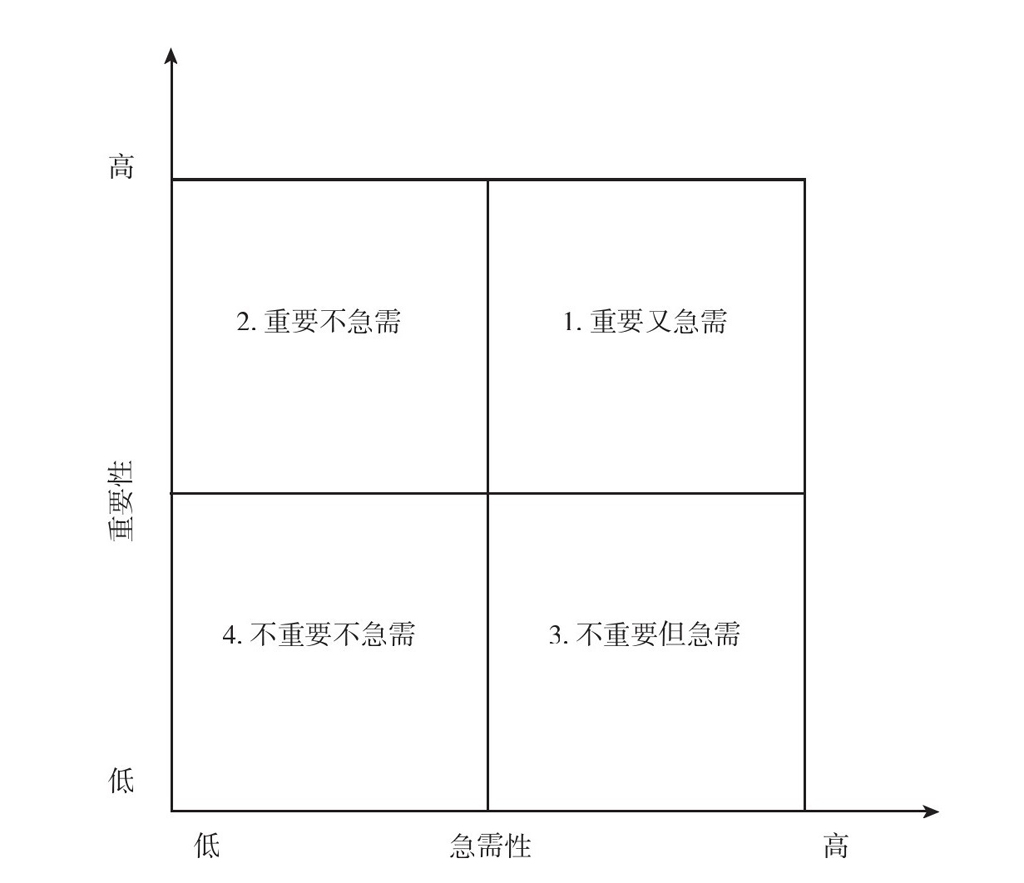 高
2. 重要不急需
1. 重要又急需
重要性
4. 不重要不急需
3. 不重要但急需
低
低
急需性
高